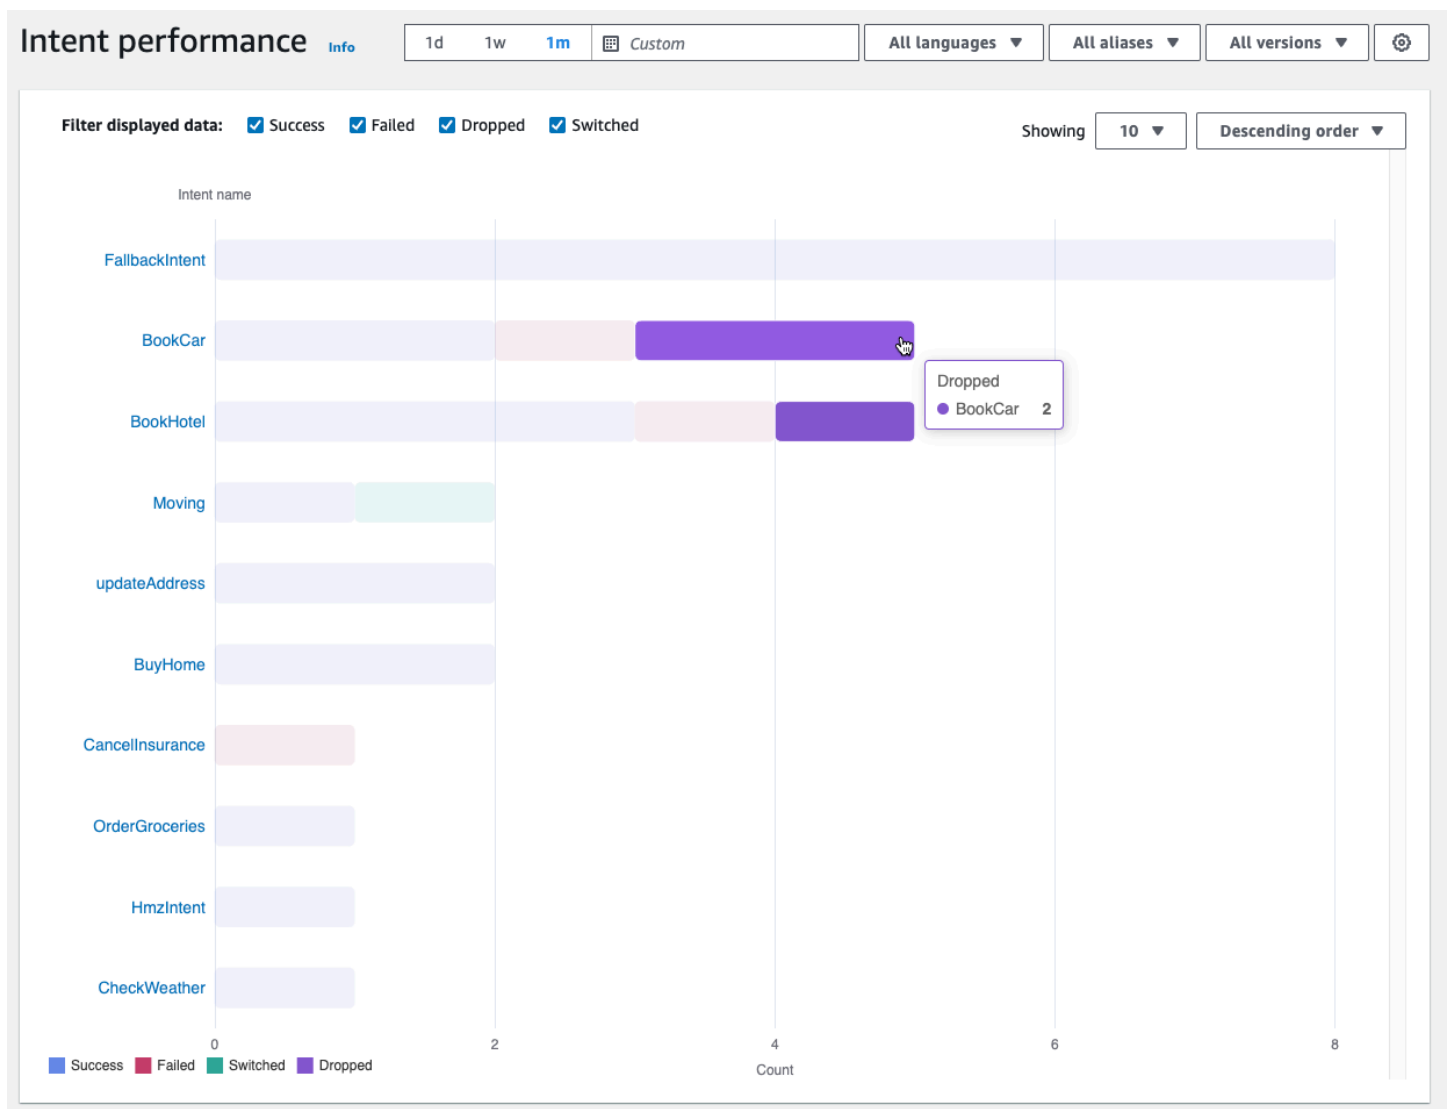 Intent performance Info 1d 1w 1m Custom All languages All aliases All versions
Filter displayed data: Success Failed Dropped Switched
Showing 10 Descending order
Intent name
FallbackIntent
BookCar
Dropped
BookCar 2
BookHotel
Moving
updateAddress
BuyHome
CancelInsurance
OrderGroceries
HmzIntent
CheckWeather
0 2 4 6 8
Success Failed Switched Dropped
Count